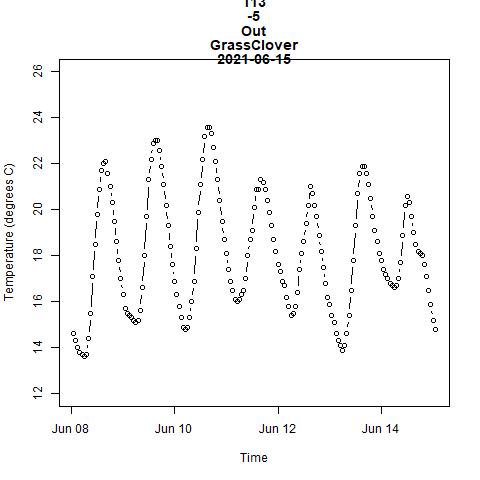 T13
-5
Out
GrassClover
2021-06-15
Temperature (degrees C)
26
24
22
20
18
16
14
12
Jun 08
Jun 10
Jun 12
Jun 14
Time